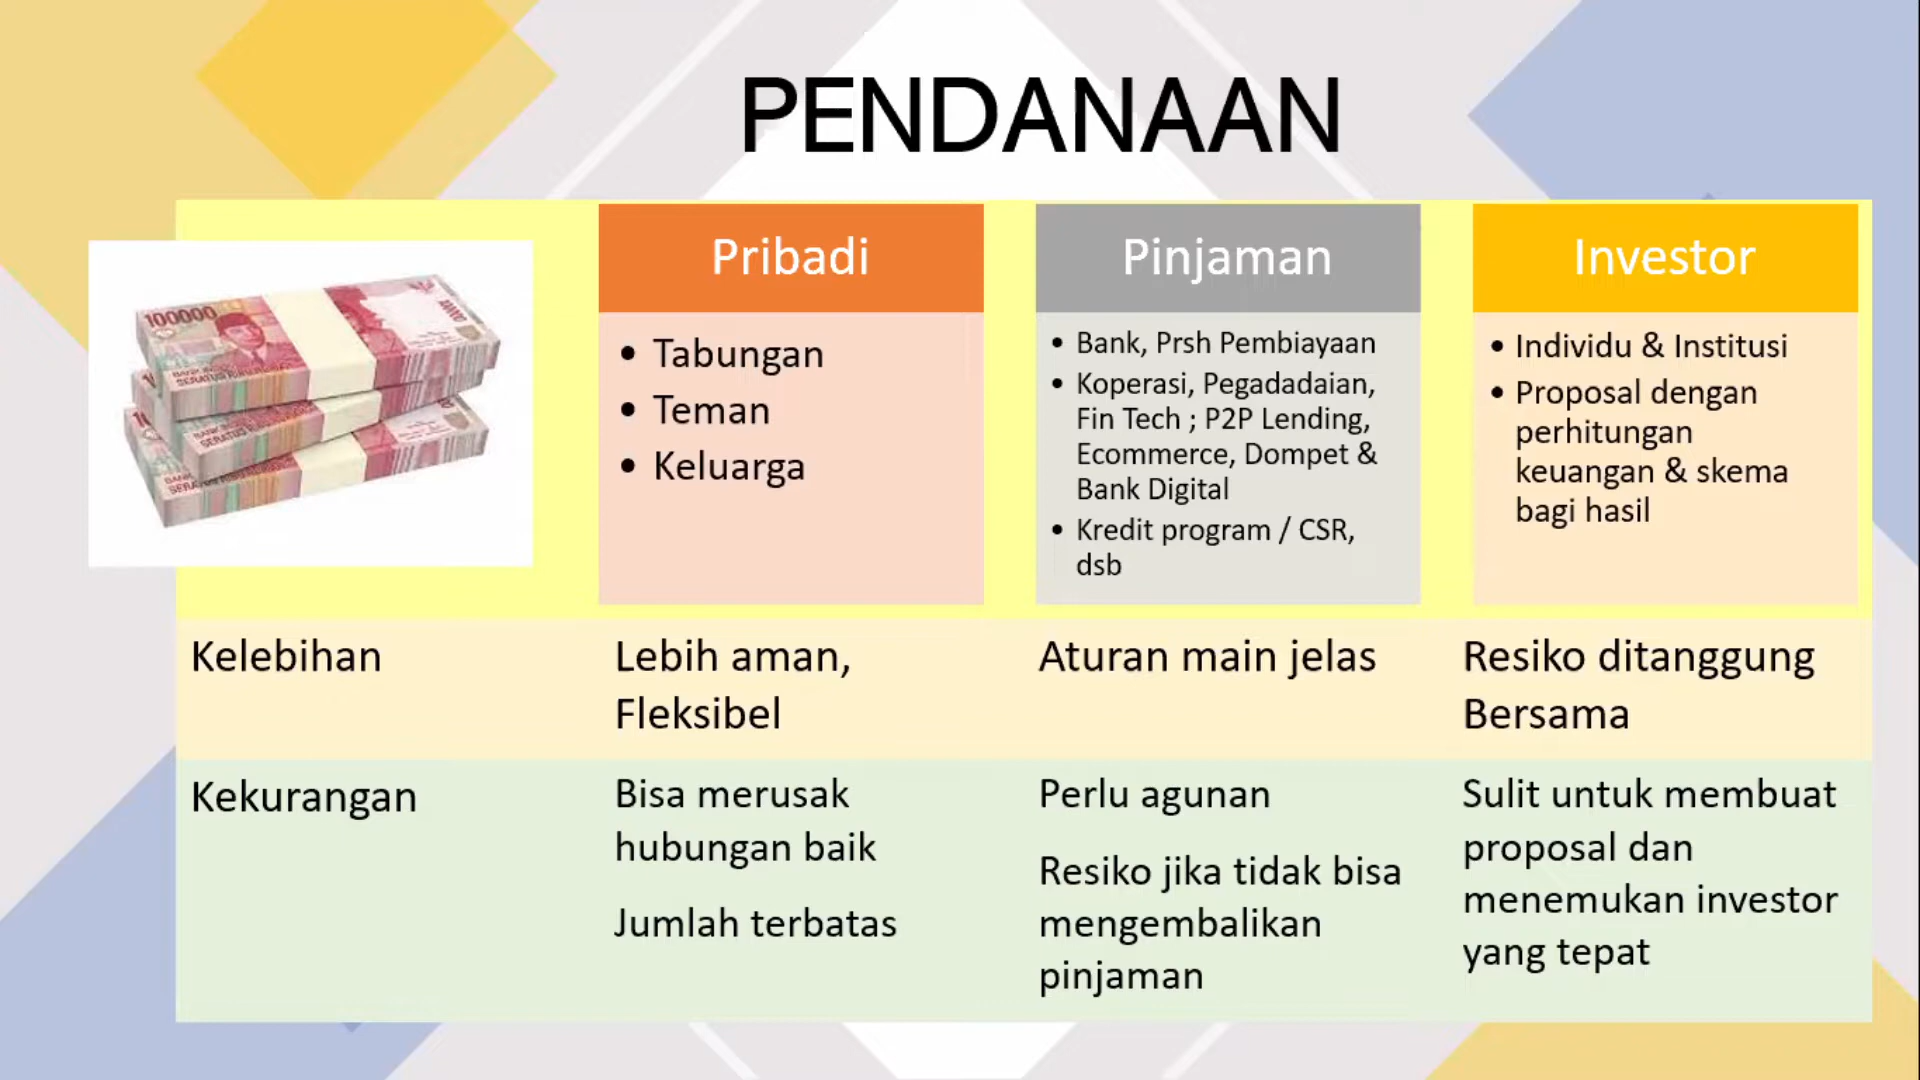 PENDANAAN
100000
Pribadi
• Tabungan
• Teman
• Keluarga
Pinjaman
• Bank, Prsh Pembiayaan
• Koperasi, Pegadadaian,
Fin Tech ; P2P Lending,
Ecommerce, Dompet &
Bank Digital
• Kredit program / CSR,
dsb
Investor
• Individu & Institusi
• Proposal dengan
perhitungan
keuangan & skema
bagi hasil
Kelebihan
Lebih aman,
Fleksibel
Aturan main jelas
Resiko ditanggung
Bersama
Kekurangan
Bisa merusak
hubungan baik
Jumlah terbatas
Perlu agunan
Resiko jika tidak bisa
mengembalikan
pinjaman
Sulit untuk membuat
proposal dan
menemukan investor
yang tepat